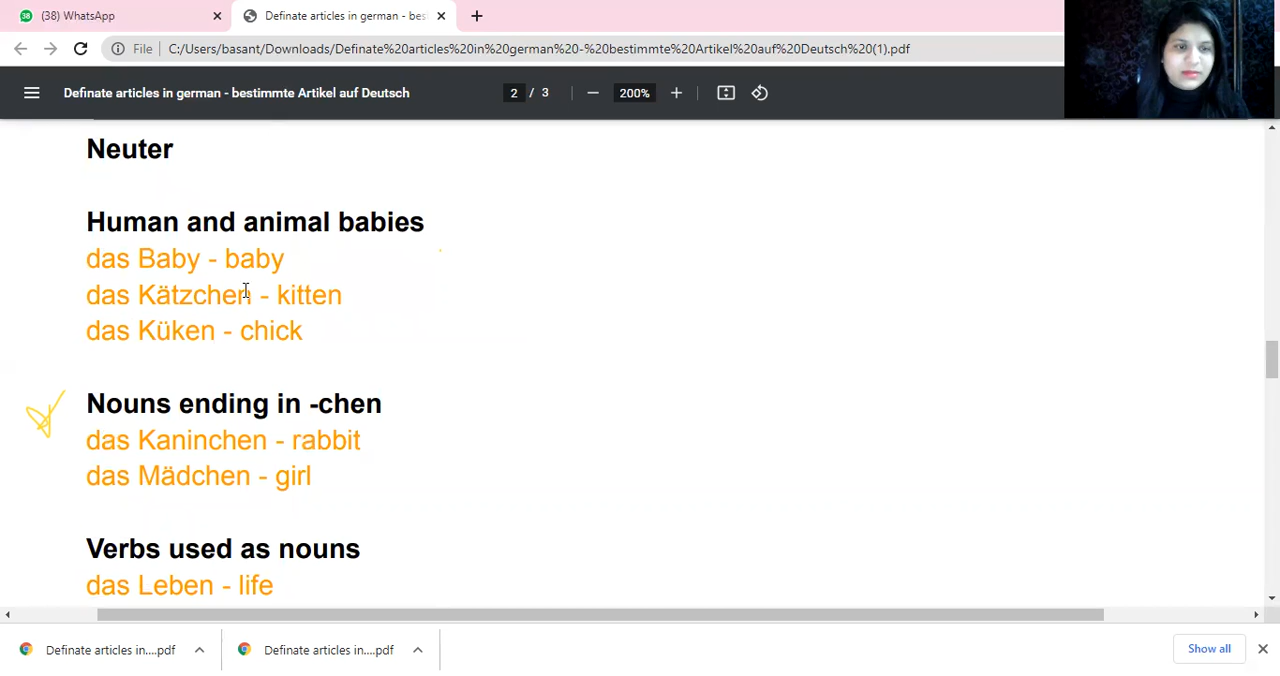 (38) WhatsApp
Definate articles in german - bes
File
C:/Users/basant/Downloads/Definate%20articles%20in%20german%20-%20bestimmte%20Artikel%20auf%20Deutsch%20(1).pdf
Definate articles in german - bestimmte Artikel auf Deutsch
2 / 3
200%
Neuter
Human and animal babies
das Baby - baby
das Kätzchen - kitten
das Küken - chick
Nouns ending in -chen
das Kaninchen - rabbit
das Mädchen - girl
Verbs used as nouns
das Leben - life
Definate articles in....pdf
Definate articles in....pdf
Show all